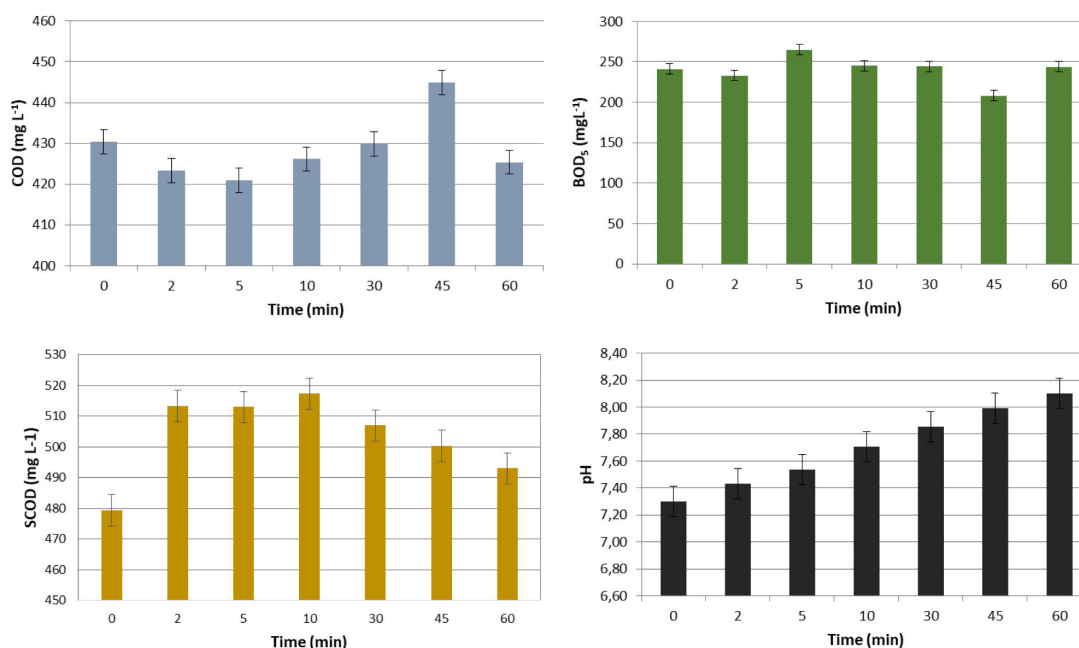 460
450
440
430
420
410
400
COD (mg L⁻¹)
0 2 5 10 30 45 60
Time (min)
300
250
200
150
100
50
0
BOD₅ (mgL⁻¹)
0 2 5 10 30 45 60
Time (min)
530
520
510
500
490
480
470
460
450
SCOD (mg L-1)
0 2 5 10 30 45 60
Time (min)
8,40
8,20
8,00
7,80
7,60
7,40
7,20
7,00
6,80
6,60
pH
0 2 5 10 30 45 60
Time (min)